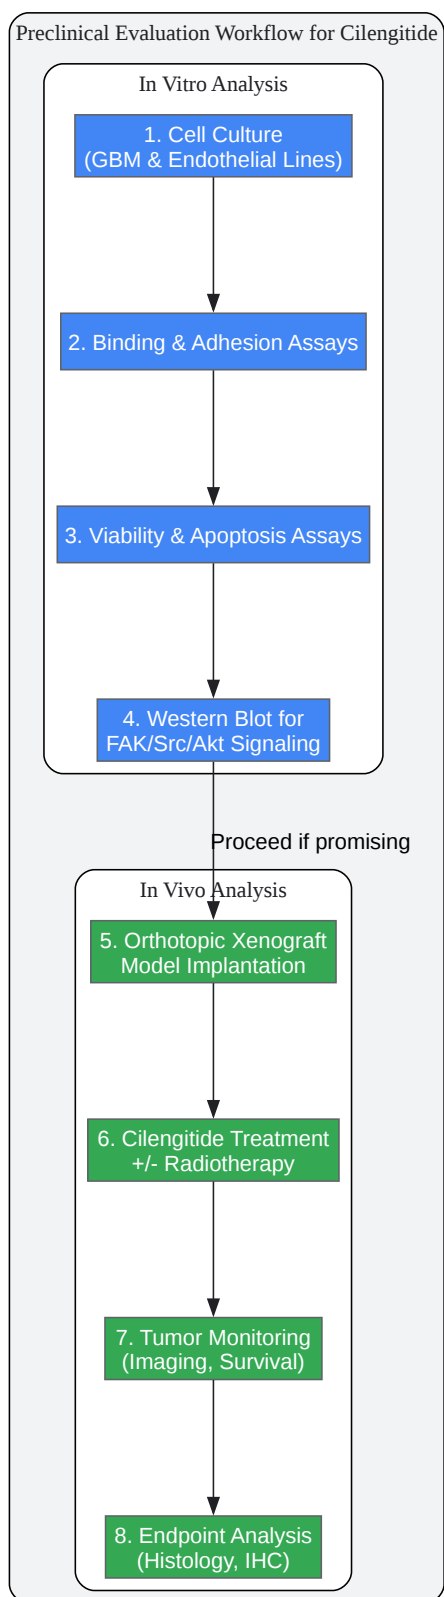 Preclinical Evaluation Workflow for Cilengitide
In Vitro Analysis
1. Cell Culture
(GBM & Endothelial Lines)
2. Binding & Adhesion Assays
3. Viability & Apoptosis Assays
4. Western Blot for
FAK/Src/Akt Signaling
Proceed if promising
In Vivo Analysis
5. Orthotopic Xenograft
Model Implantation
6. Cilengitide Treatment
+/- Radiotherapy
7. Tumor Monitoring
(Imaging, Survival)
8. Endpoint Analysis
(Histology, IHC)